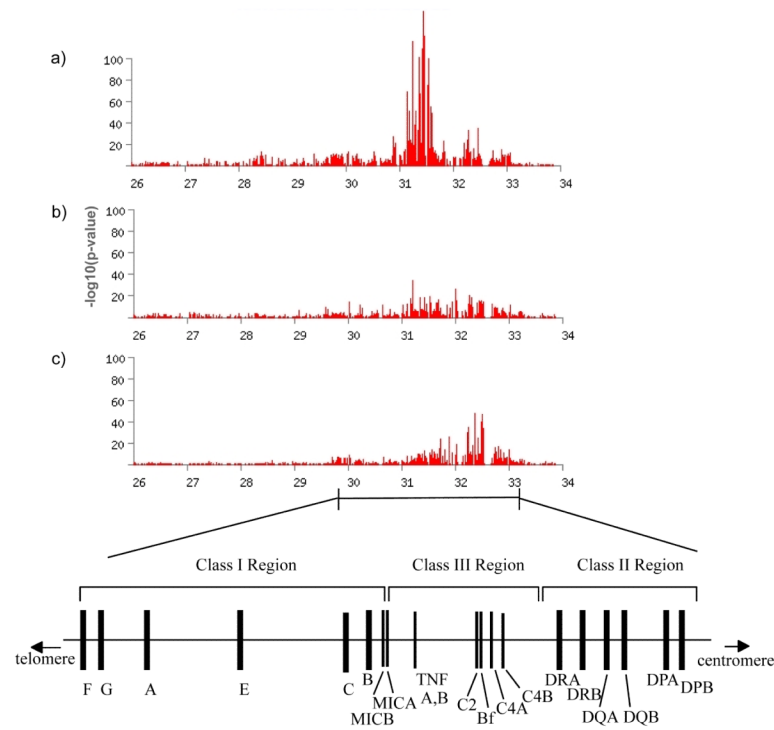 a)
100
80
60
40
20
26 27 28 29 30 31 32 33 34
b)
-log10(p-value)
100
80
60
40
20
26 27 28 29 30 31 32 33 34
c)
100
80
60
40
20
26 27 28 29 30 31 32 33 34
Class I Region Class III Region Class II Region
telomere centromere
F G A E C B MICB MICA TNF A,B C2 Bf C4A C4B DRA DRB DQA DQB DPA DPB